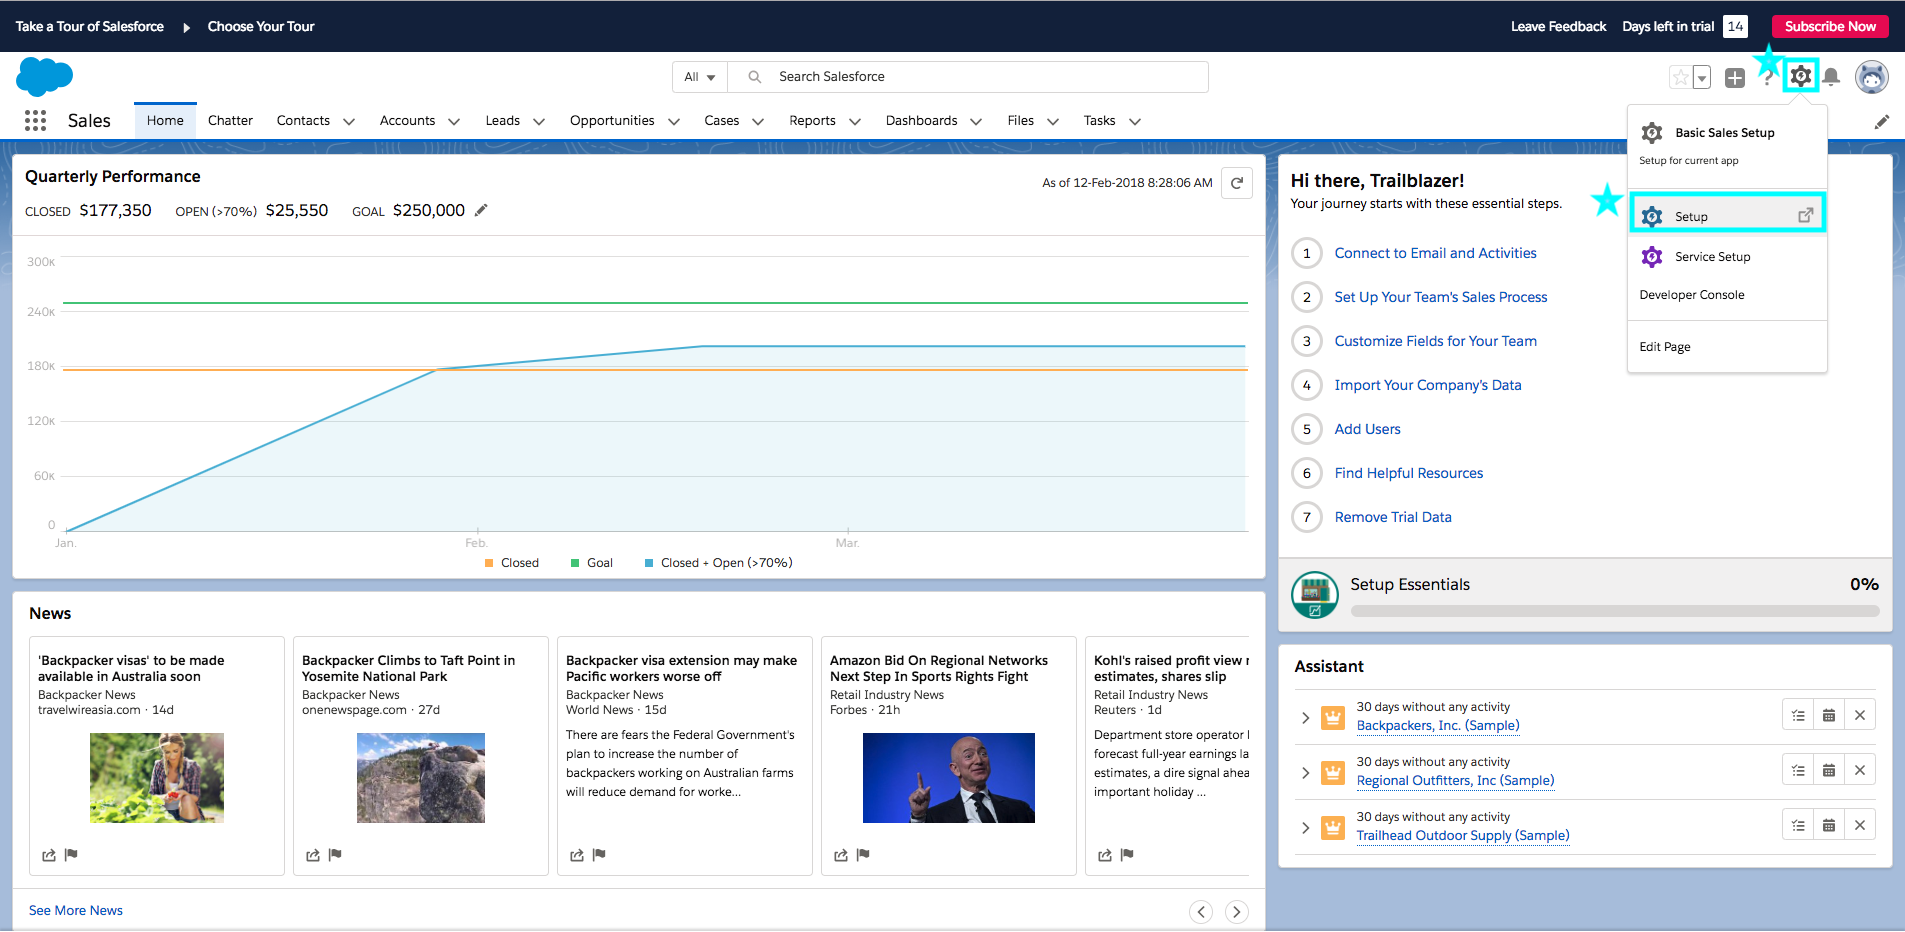 Take a Tour of Salesforce
Choose Your Tour
Leave Feedback
Days left in trial
14
Subscribe Now
All
Search Salesforce
?
Sales
Home
Chatter
Contacts
Accounts
Leads
Opportunities
Cases
Reports
Dashboards
Files
Tasks
Basic Sales Setup
Setup for current app
Setup
Service Setup
Developer Console
Edit Page
Quarterly Performance
As of 12-Feb-2018 8:28:06 AM
CLOSED $177,350
OPEN (>70%) $25,550
GOAL $250,000
300K
240K
180K
120K
60K
0
Jan.
Feb.
Mar.
Closed
Goal
Closed + Open (>70%)
Hi there, Trailblazer!
Your journey starts with these essential steps.
1 Connect to Email and Activities
2 Set Up Your Team's Sales Process
3 Customize Fields for Your Team
4 Import Your Company's Data
5 Add Users
6 Find Helpful Resources
7 Remove Trial Data
Setup Essentials
0%
News
'Backpacker visas' to be made
available in Australia soon
Backpacker News
travelwireasia.com · 14d
Backpacker Climbs to Taft Point in
Yosemite National Park
Backpacker News
onenewspage.com · 27d
Backpacker visa extension may make
Pacific workers worse off
Backpacker News
World News · 15d
There are fears the Federal Government's
plan to increase the number of
backpackers working on Australian farms
will reduce demand for worke...
Amazon Bid On Regional Networks
Next Step In Sports Rights Fight
Retail Industry News
Forbes · 21h
Kohl's raised profit view
estimates, shares slip
Retail Industry News
Reuters · 1d
Department store operator
forecast full-year earnings la
estimates, a dire signal ahea
important holiday ...
See More News
Assistant
30 days without any activity
Backpackers, Inc. (Sample)
30 days without any activity
Regional Outfitters, Inc (Sample)
30 days without any activity
Trailhead Outdoor Supply (Sample)